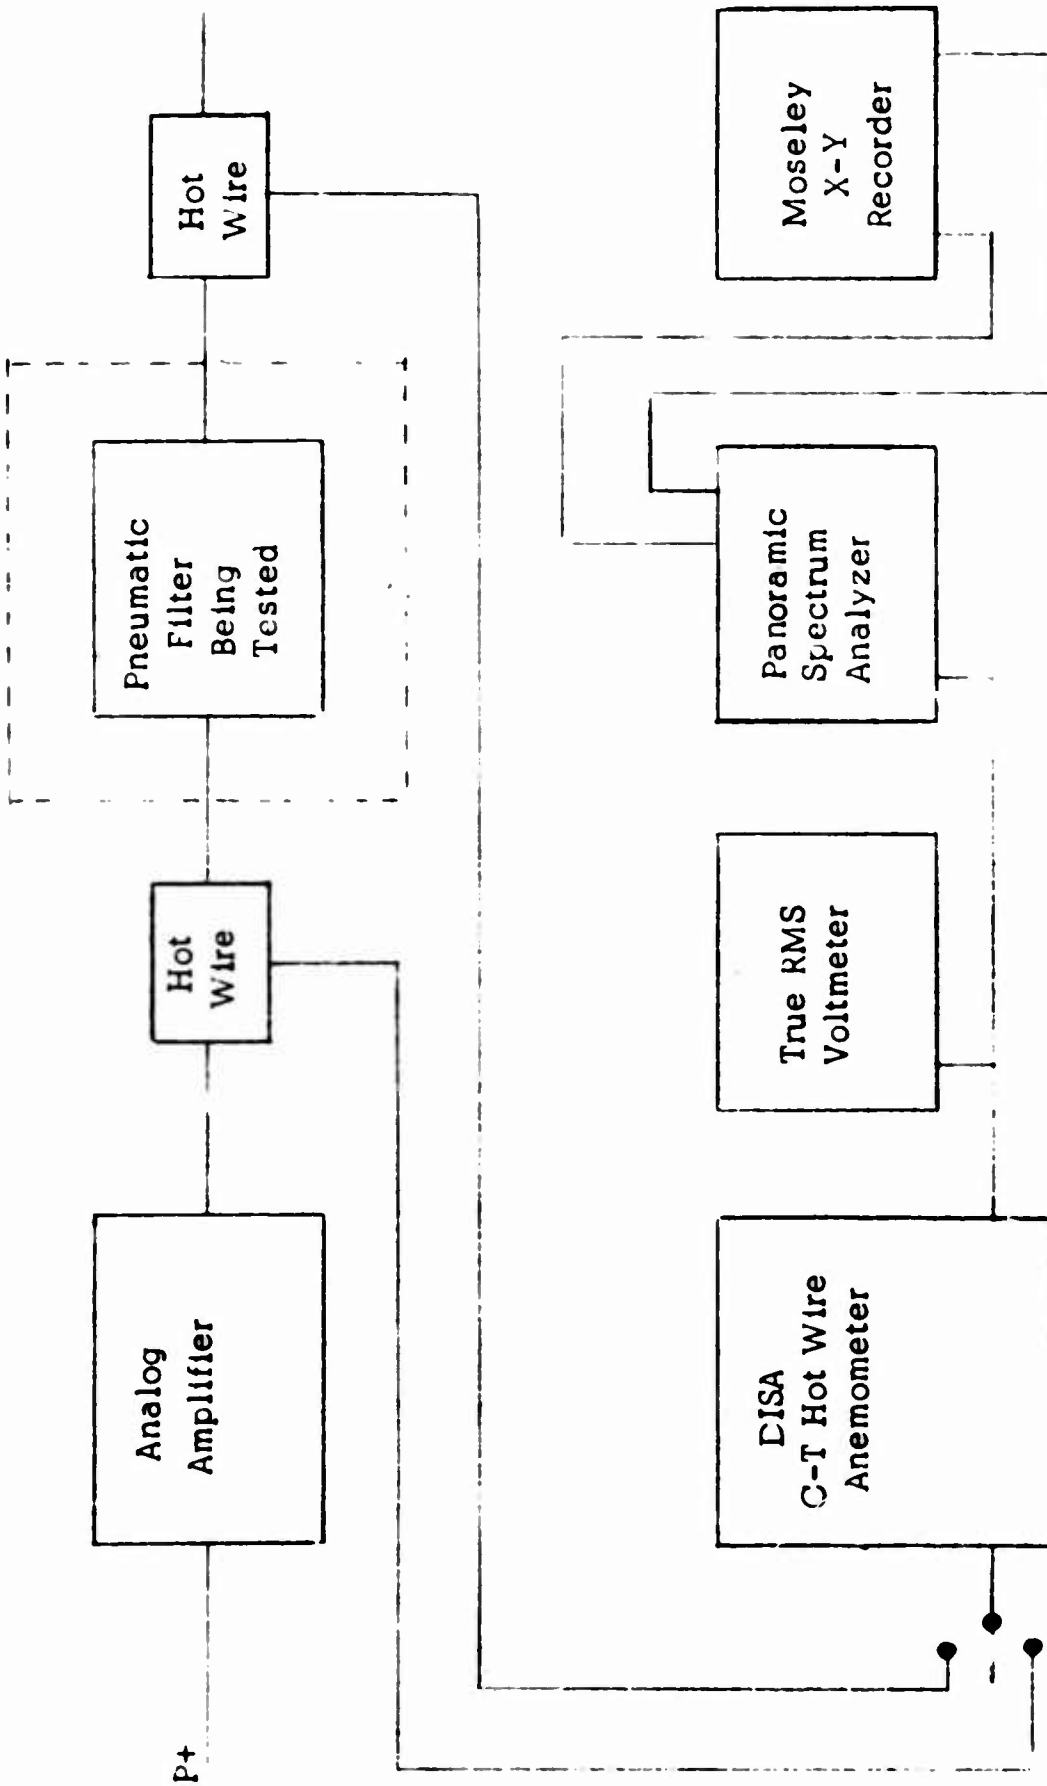 P+
Analog
Amplifier
Hot
Wire
Pneumatic
Filter
Being
Tested
Hot
Wire
DISA
C-T Hot Wire
Anemometer
True RMS
Voltmeter
Panoramic
Spectrum
Analyzer
Moseley
X-Y
Recorder